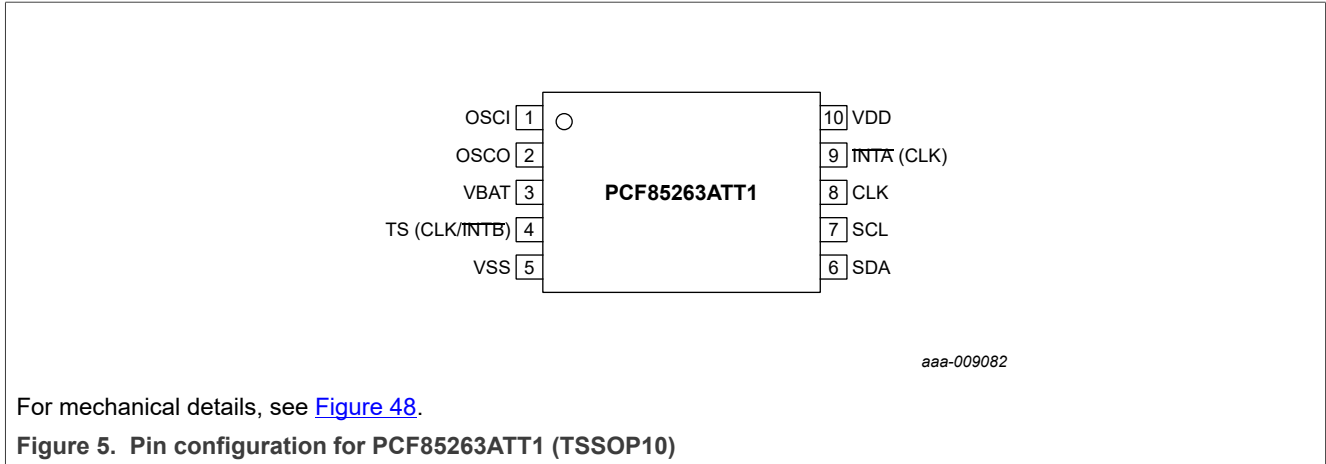 OSCI 1 10 VDD
OSCO 2 9 INTA (CLK)
VBAT 3 PCF85263ATT1 8 CLK
TS (CLK/INTB) 4 7 SCL
VSS 5 6 SDA
aaa-009082
For mechanical details, see Figure 48.
Figure 5. Pin configuration for PCF85263ATT1 (TSSOP10)